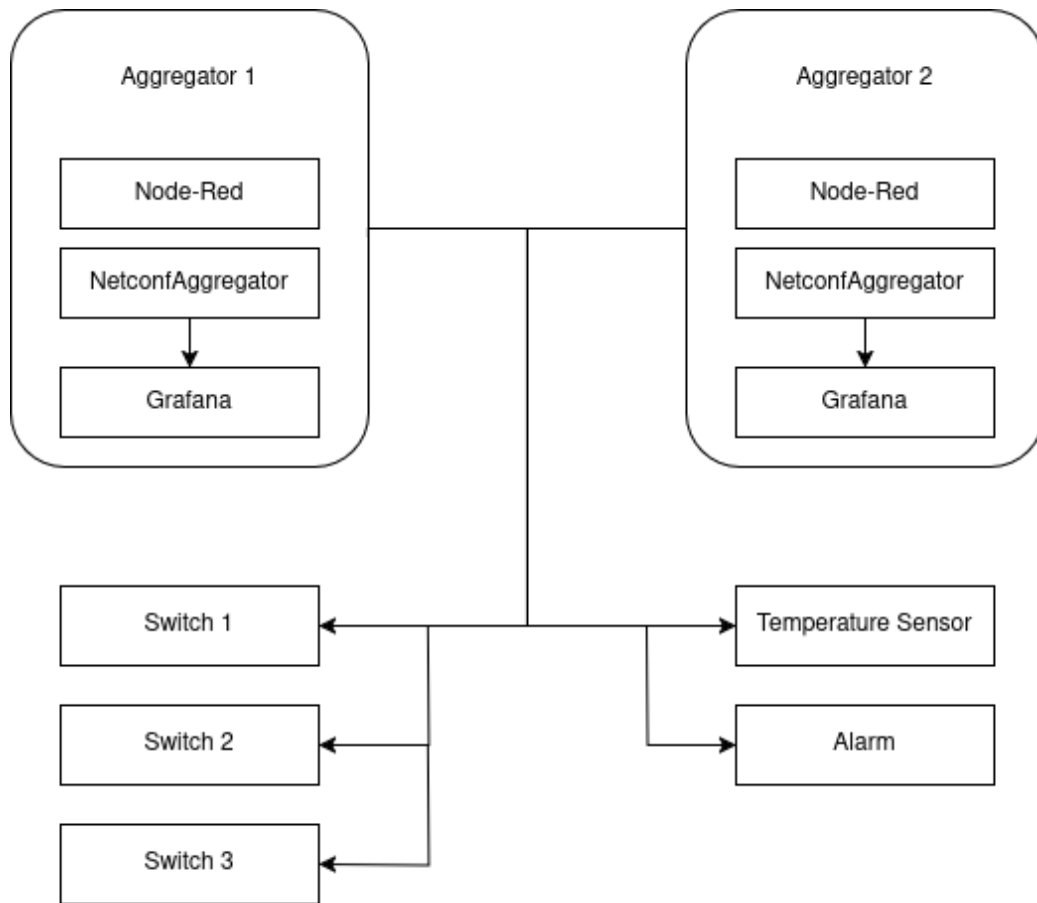 Aggregator 1
Node-Red
NetconfAggregator
Grafana
Aggregator 2
Node-Red
NetconfAggregator
Grafana
Switch 1
Switch 2
Switch 3
Temperature Sensor
Alarm